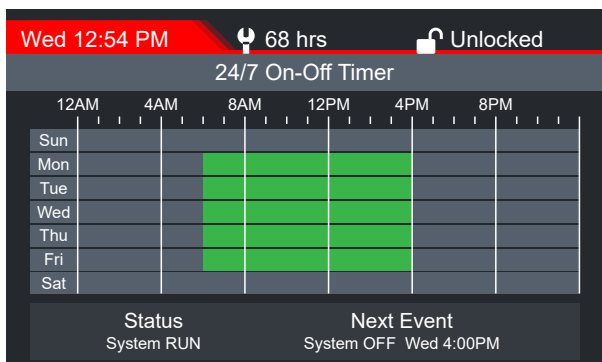 Wed 12:54 PM 68 hrs Unlocked
24/7 On-Off Timer
12AM 4AM 8AM 12PM 4PM 8PM
Sun
Mon
Tue
Wed
Thu
Fri
Sat
Status Next Event
System RUN System OFF Wed 4:00PM